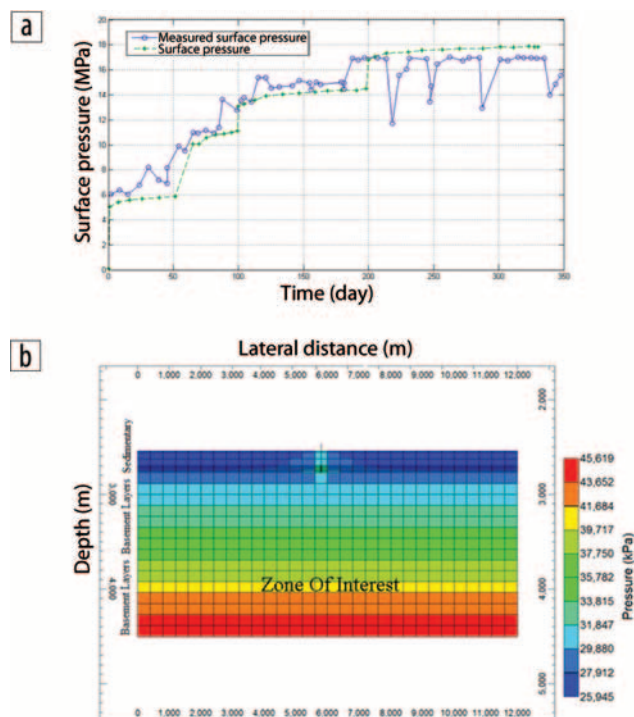 a
Surface pressure (MPa)
20
18
16
14
12
10
8
6
4
2
0
Measured surface pressure
Surface pressure
0 50 100 150 200 250 300 350
Time (day)
b
Lateral distance (m)
0 1,000 2,000 3,000 4,000 5,000 6,000 7,000 8,000 9,000 10,000 11,000 12,000
Depth (m)
Sedimentary
Basement Layers
Basement Layers
3,000
4,000
2,000
3,000
4,000
5,000
Zone Of Interest
45,619
43,652
41,684
39,717
37,750
35,782
33,815
31,847
29,880
27,912
25,945
Pressure (kPa)
0 1,000 2,000 3,000 4,000 5,000 6,000 7,000 8,000 9,000 10,000 11,000 12,000